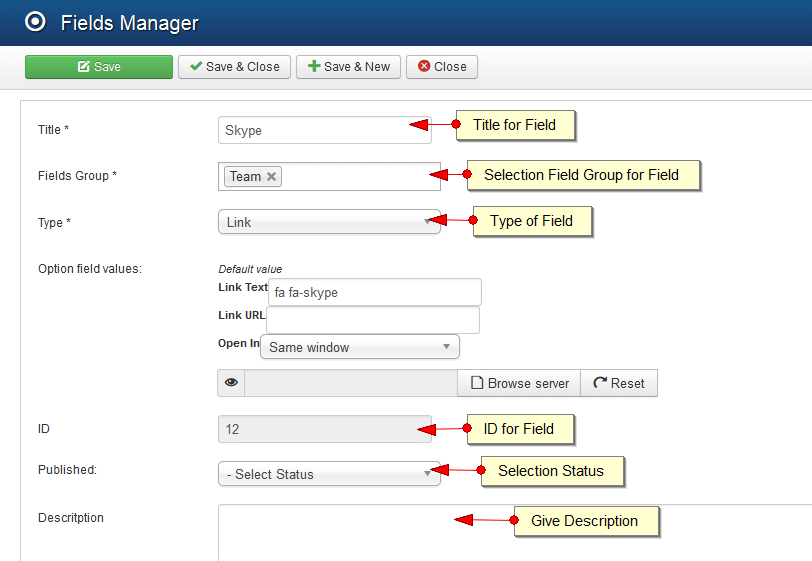 Fields Manager
Save Save & Close Save & New Close
Title * Skype Title for Field
Fields Group * Team Selection Field Group for Field
Type * Link Type of Field
Option field values: Default value
Link Text fa fa-skype
Link URL
Open In Same window
Browse server Reset
ID 12 ID for Field
Published: - Select Status Selection Status
Descritption Give Description